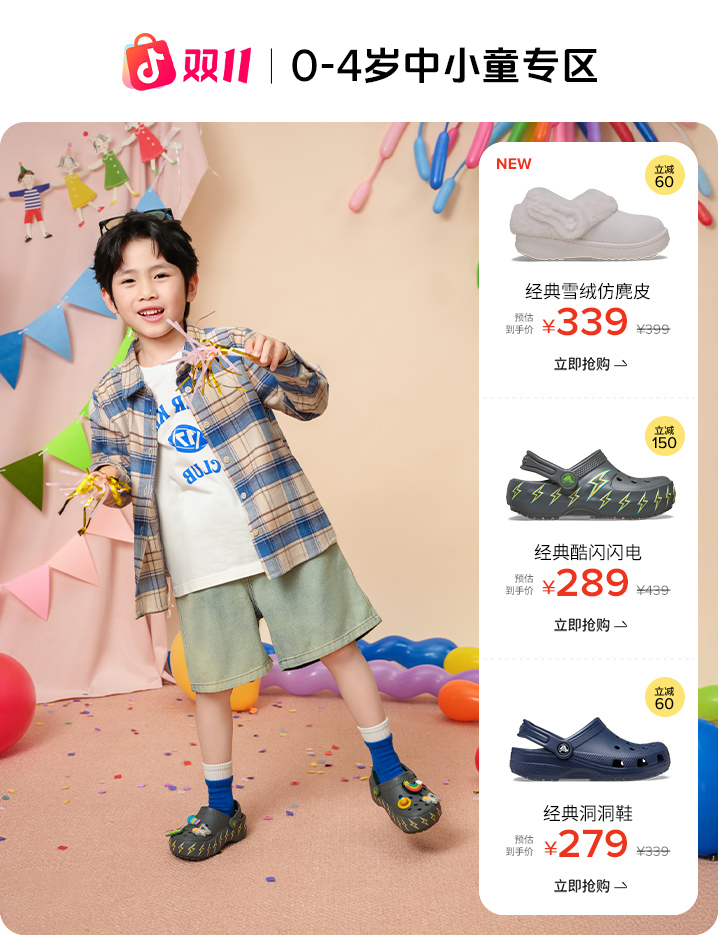 双11 | 0-4岁中小童专区
NEW
立减
60
经典雪绒仿麂皮
预估
到手价 ¥339 ¥399
立即抢购
立减
150
经典酷闪闪电
预估
到手价 ¥289 ¥439
立即抢购
立减
60
经典洞洞鞋
预估
到手价 ¥279 ¥339
立即抢购
CLUB